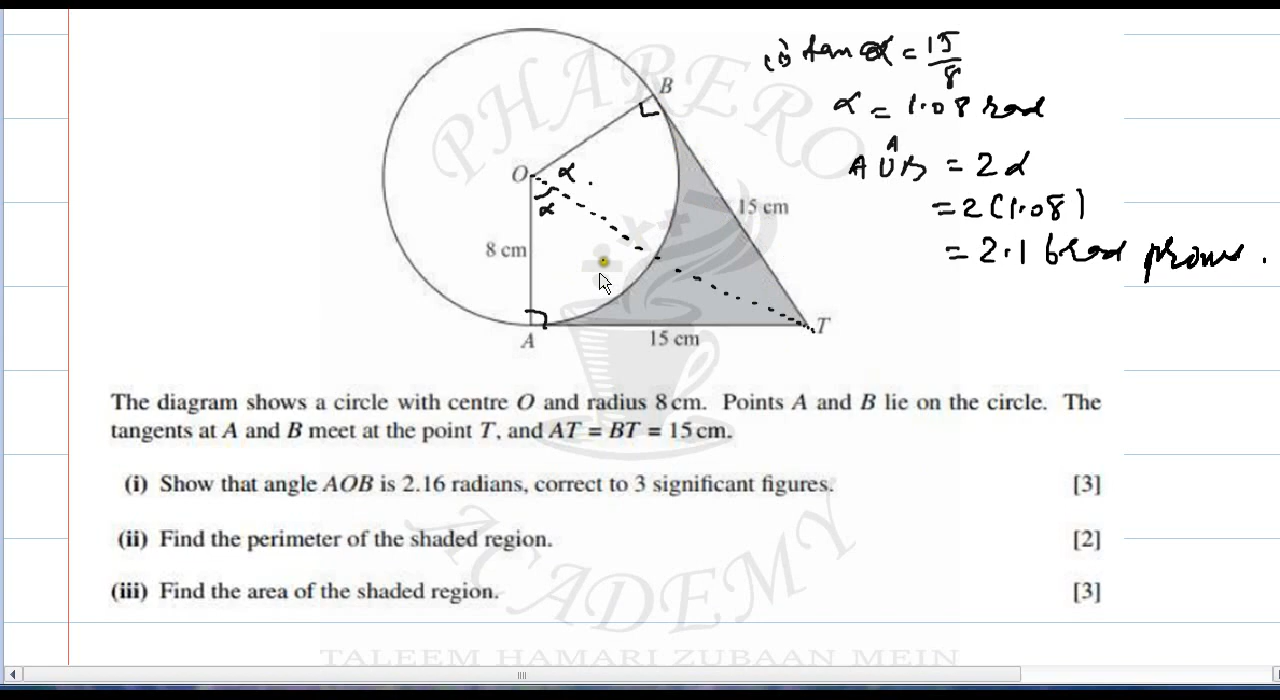 PHARERO
B
(i) tan α = 15/8
α = 1.08 rad
O
α
α
AÔB = 2α
= 2(1.08)
= 2.16 rad
15 cm
8 cm
A
15 cm
T
The diagram shows a circle with centre O and radius 8 cm. Points A and B lie on the circle. The
tangents at A and B meet at the point T, and AT = BT = 15 cm.
(i) Show that angle AOB is 2.16 radians, correct to 3 significant figures. [3]
(ii) Find the perimeter of the shaded region. [2]
(iii) Find the area of the shaded region. [3]
ACADEMY
TALEEM HAMARI ZUBAAN MEIN